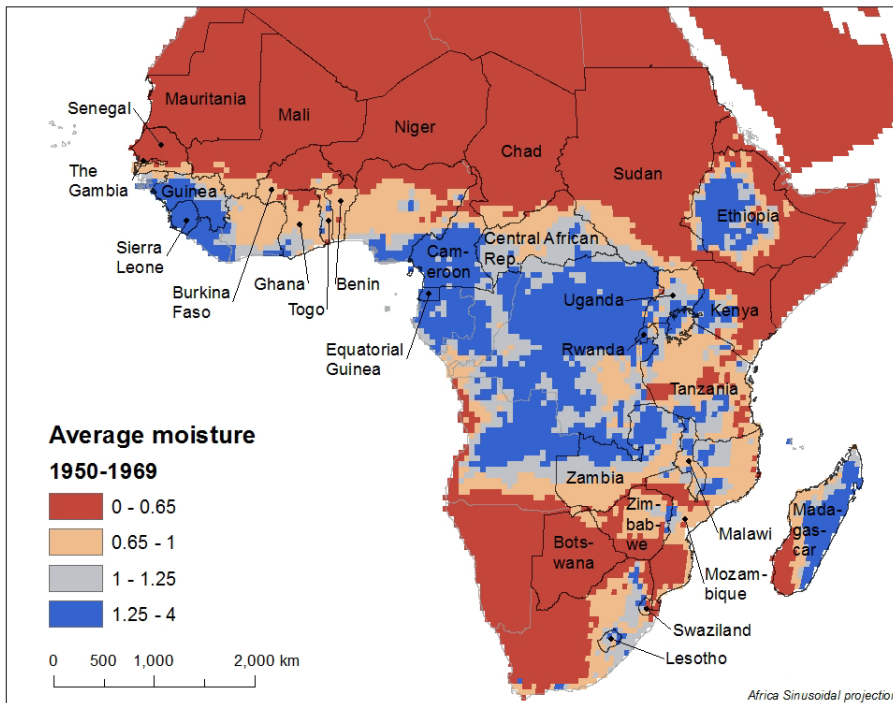 Mauritania
Mali
Niger
Chad
Sudan
Senegal
The
Gambia
Guinea
Ethiopia
Sierra
Leone
Burkina
Faso
Ghana
Togo
Benin
Cam-
eroon
Central African
Rep.
Equatorial
Guinea
Uganda
Kenya
Rwanda
Tanzania
Zambia
Malawi
Zim-
bab-
we
Mada-
gas-
car
Bots-
wana
Mozam-
bique
Swaziland
Lesotho
Average moisture
1950-1969
0 - 0.65
0.65 - 1
1 - 1.25
1.25 - 4
0 500 1,000 2,000 km
Africa Sinusoidal projection